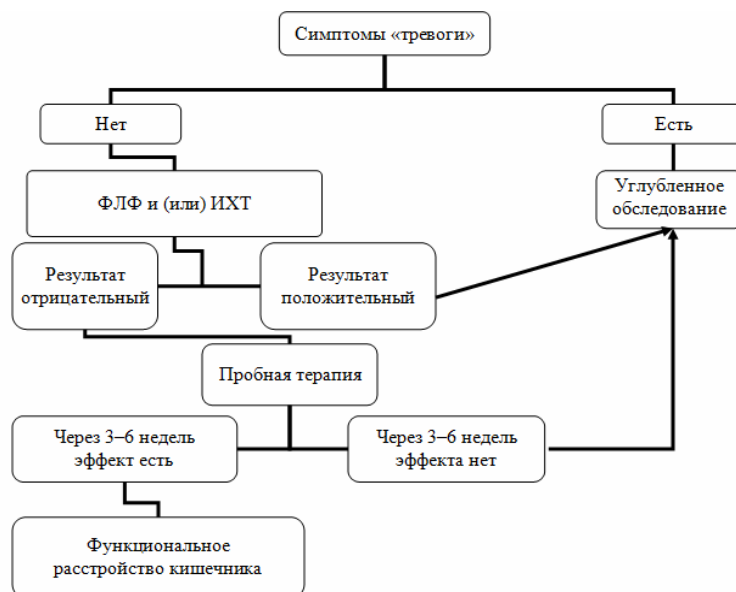 Симптомы «тревоги»
Нет
Есть
ФЛФ и (или) ИХТ
Углубленное
обследование
Результат
отрицательный
Результат
положительный
Пробная терапия
Через 3–6 недель
эффект есть
Через 3–6 недель
эффекта нет
Функциональное
расстройство кишечника